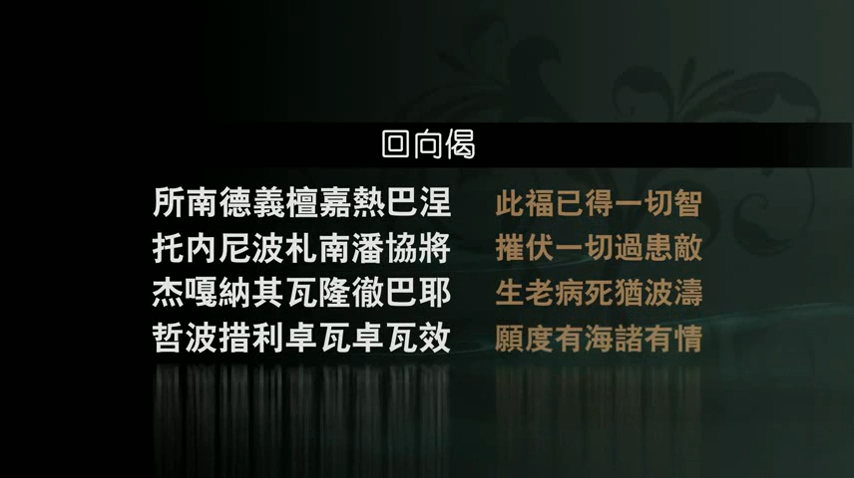 回向偈
所南德義檀嘉熱巴涅 此福已得一切智
托内尼波札南潘協將 摧伏一切過患敵
杰嘎納其瓦隆徹巴耶 生老病死猶波濤
哲波措利卓瓦卓瓦效 願度有海諸有情